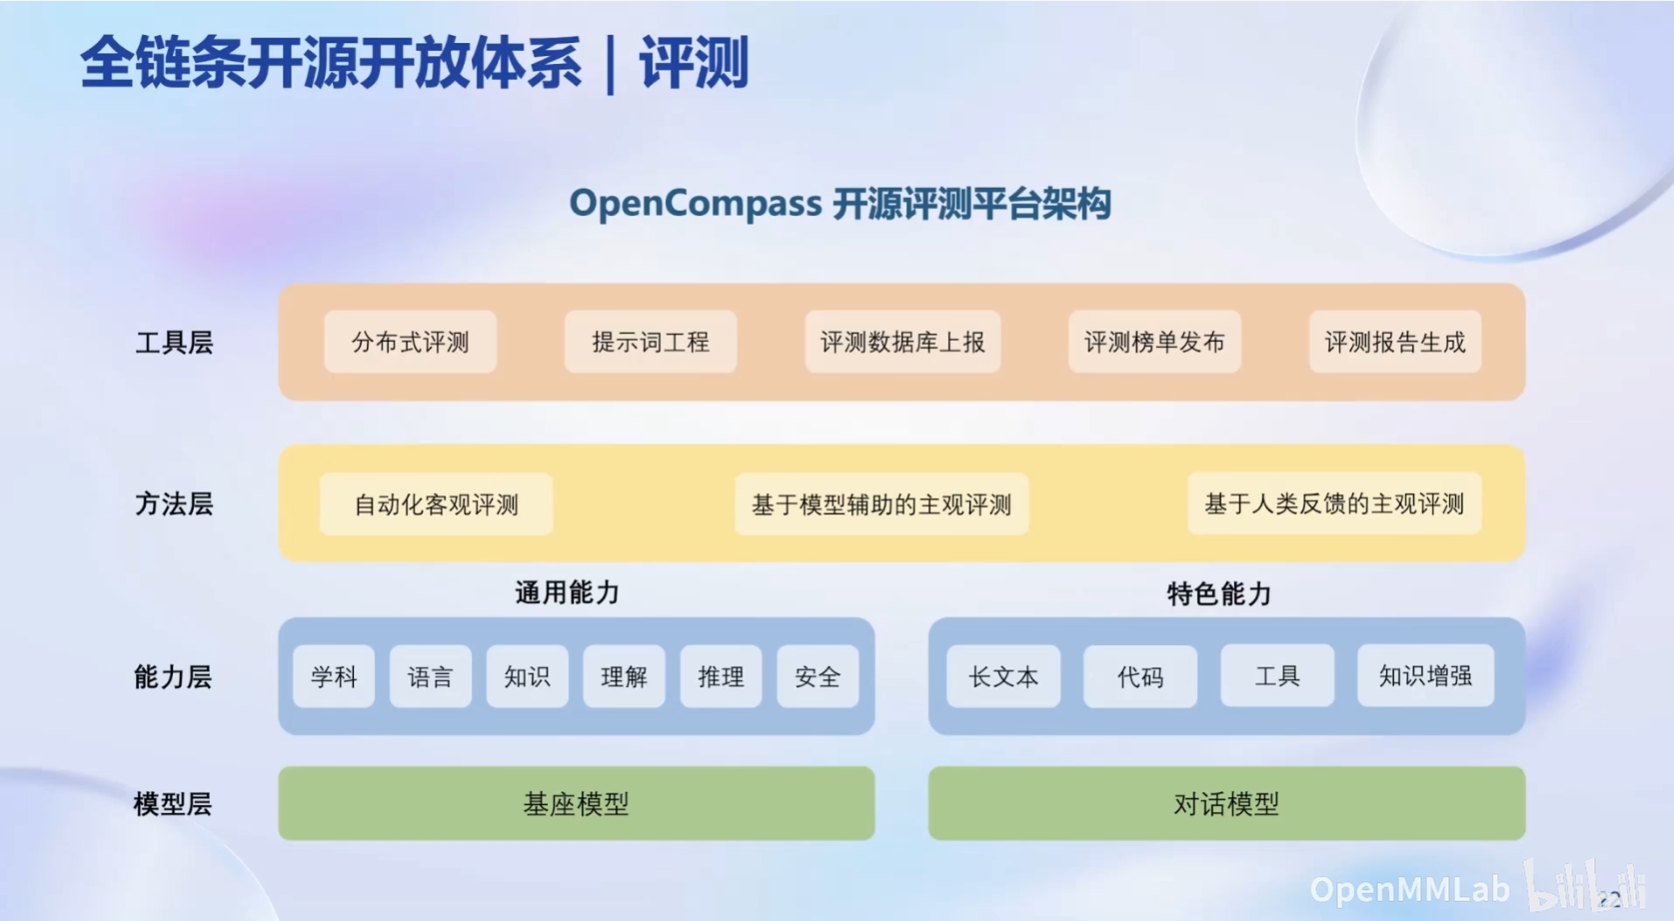 全链条开源开放体系｜评测
OpenCompass 开源评测平台架构
工具层
分布式评测
提示词工程
评测数据库上报
评测榜单发布
评测报告生成
方法层
自动化客观评测
基于模型辅助的主观评测
基于人类反馈的主观评测
通用能力
特色能力
能力层
学科
语言
知识
理解
推理
安全
长文本
代码
工具
知识增强
模型层
基座模型
对话模型
OpenMMLab bilibili
22